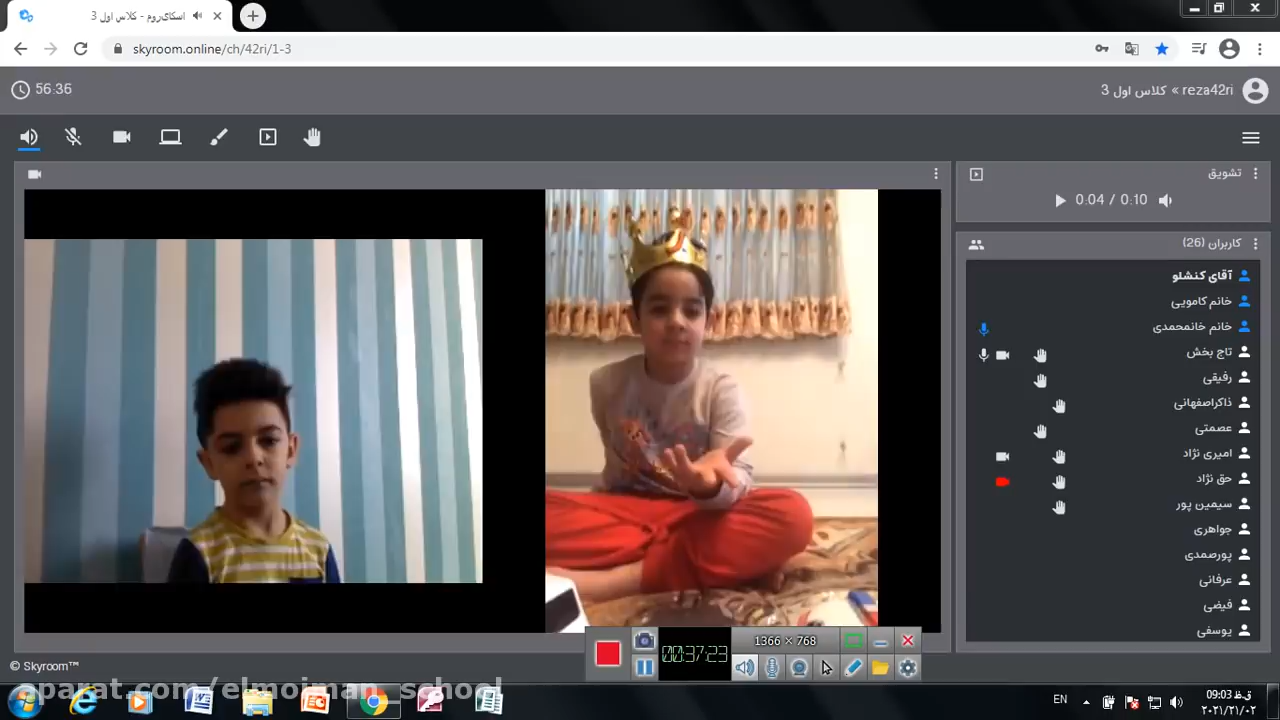 اسکای‌روم - کلاس اول 3
skyroom.online/ch/42ri/1-3
56:36
reza42ri » کلاس اول 3
تشویق
0:04 / 0:10
کاربران (26)
آقای کنشلو
خانم کامویی
خانم خانمحمدی
تاج بخش
رفیقی
ذاکراصفهانی
عصمتی
امیری نژاد
حق نژاد
سیمین پور
جواهری
پورصمدی
عرفانی
فیضی
یوسفی
1366 × 768
00:37:23
© Skyroom™
aparat.com/elmoiman_school
EN
09:03 ق.ظ
۲۰۲۱/۲۱/۰۲